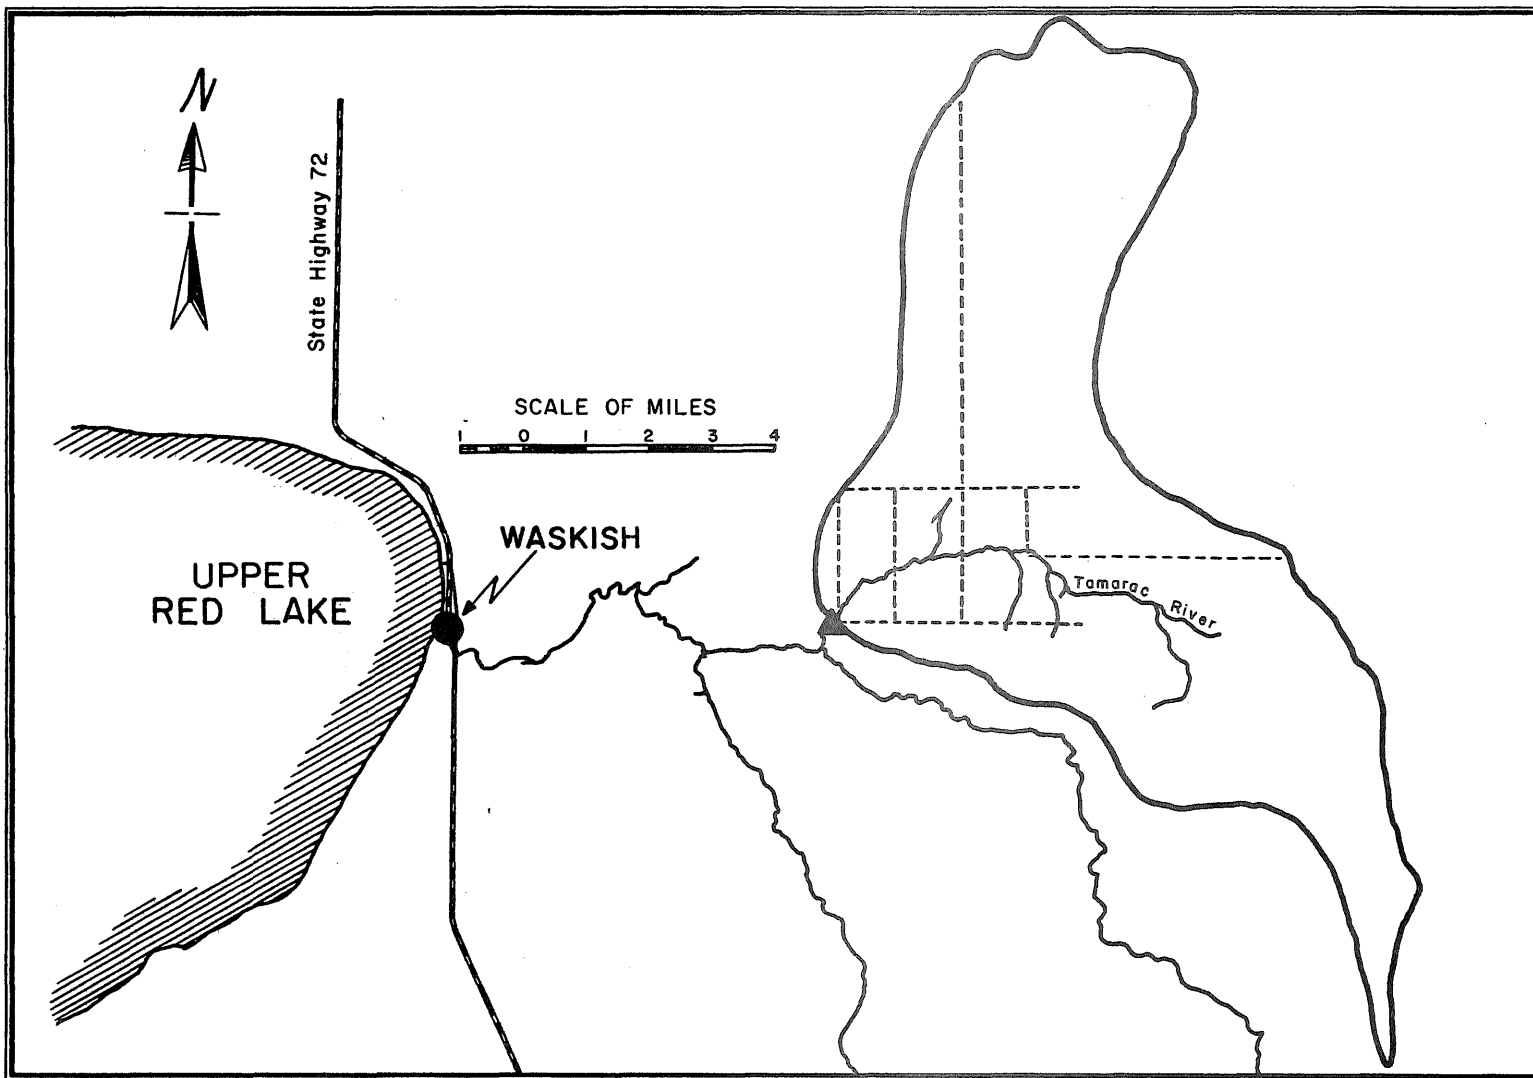 N
State Highway 72
SCALE OF MILES
1 0 1 2 3 4
WASKISH
UPPER
RED LAKE
Tamarac River